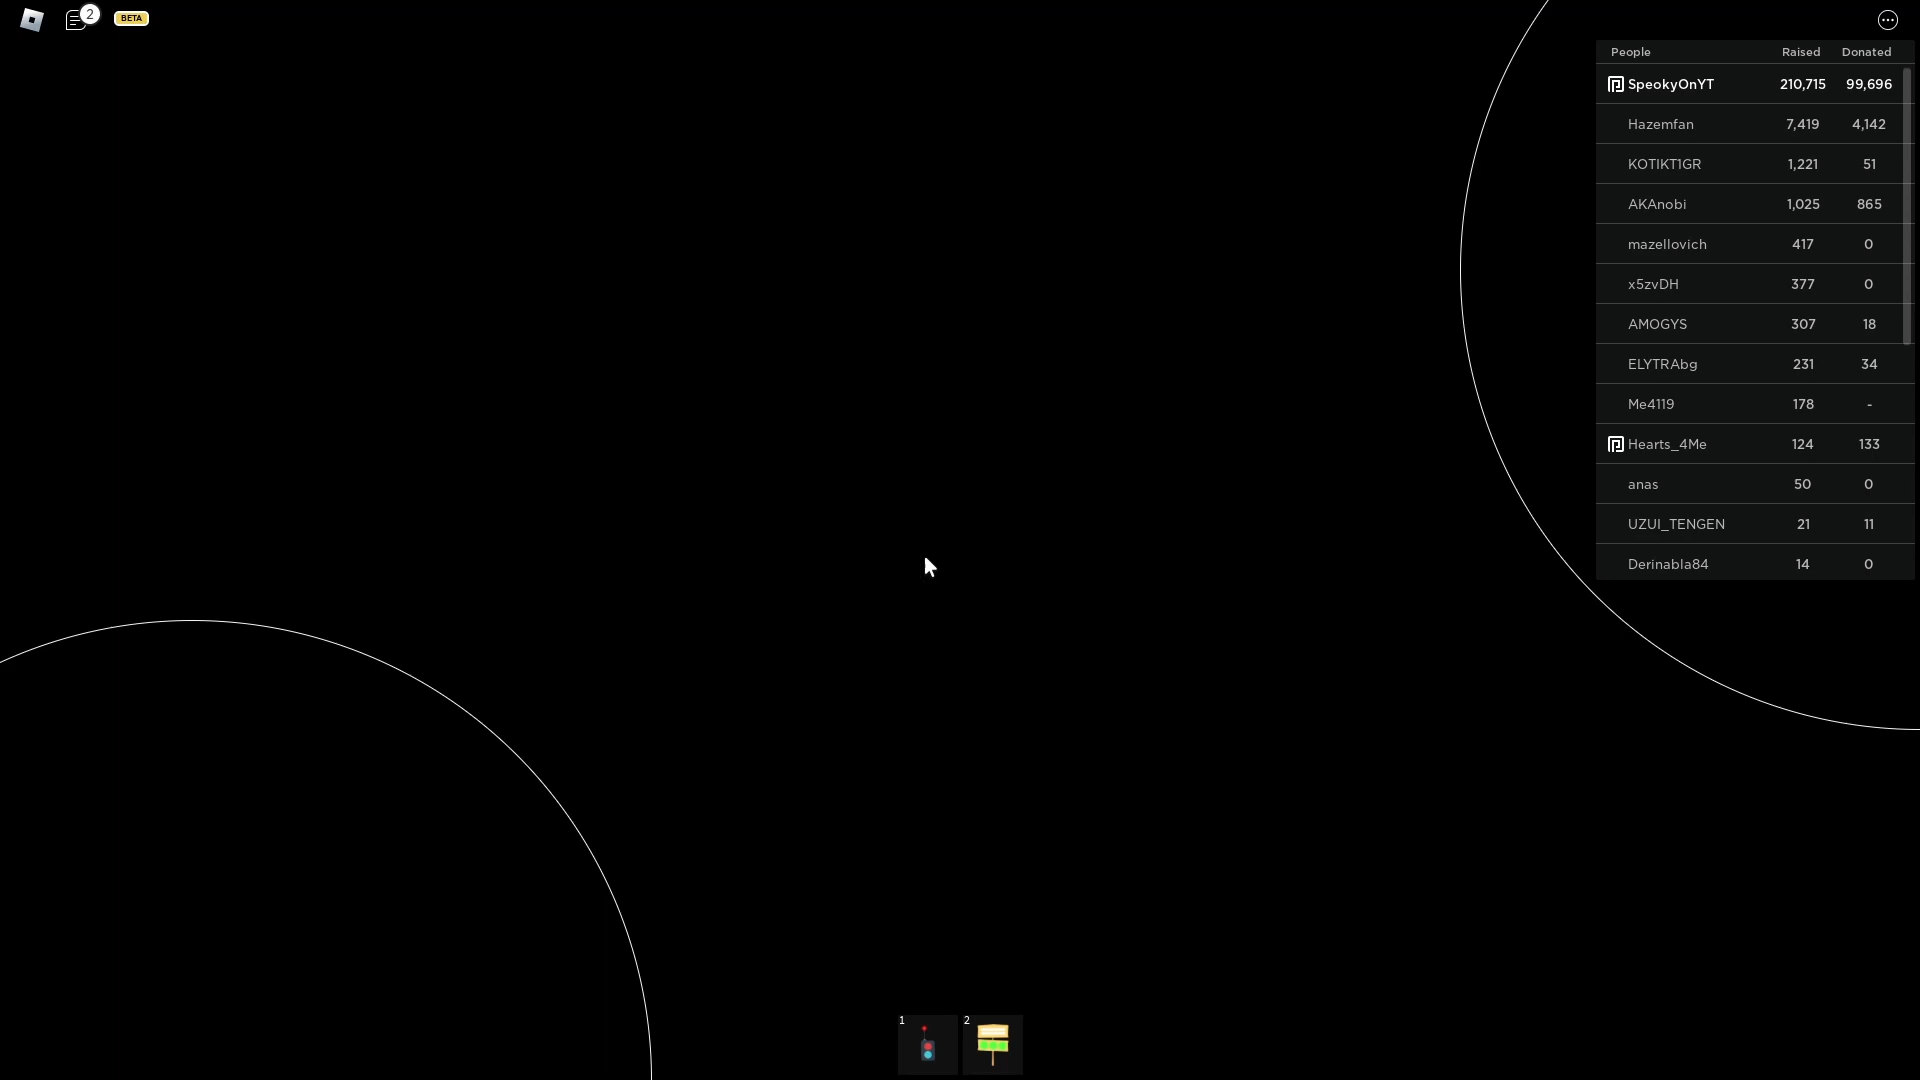 2
BETA
People Raised Donated
SpeokyOnYT 210,715 99,696
Hazemfan 7,419 4,142
KOTIKT1GR 1,221 51
AKAnobi 1,025 865
mazellovich 417 0
x5zvDH 377 0
AMOGYS 307 18
ELYTRAbg 231 34
Me4119 178 -
Hearts_4Me 124 133
anas 50 0
UZUI_TENGEN 21 11
Derinabla84 14 0
1 2